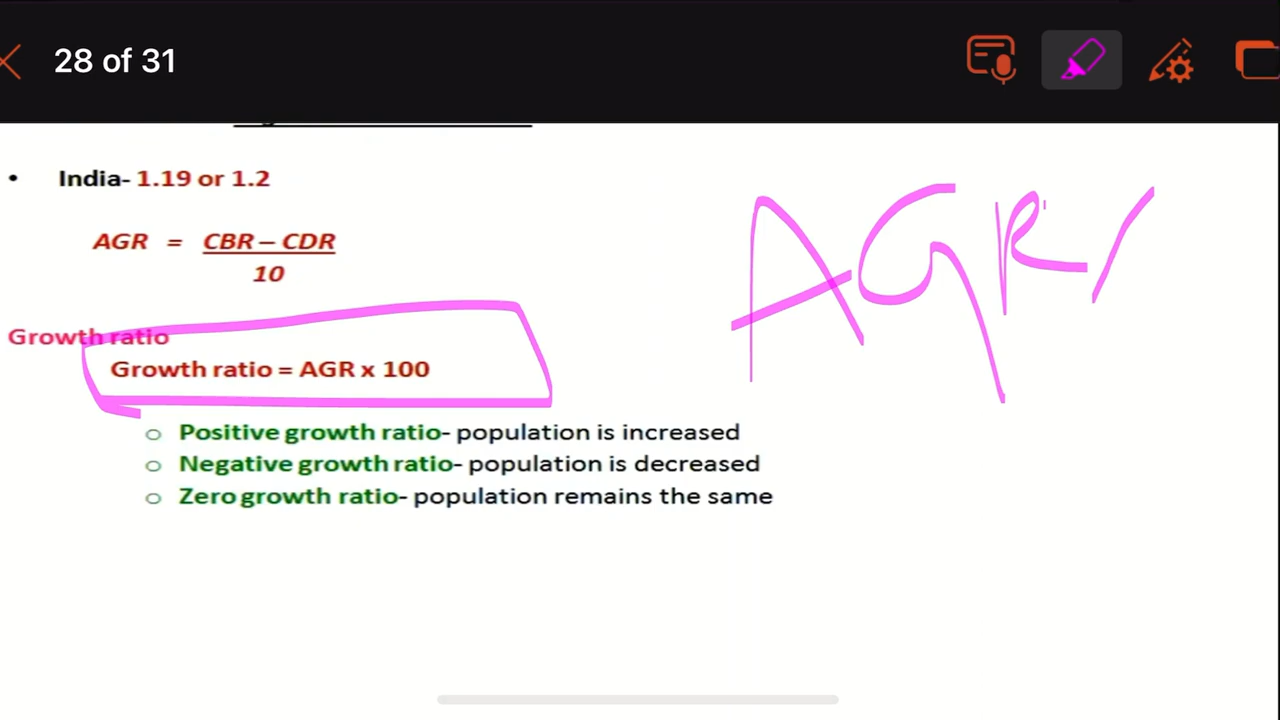 28 of 31
• India- 1.19 or 1.2
AGR = CBR – CDR
10
Growth ratio
Growth ratio = AGR x 100
o Positive growth ratio- population is increased
o Negative growth ratio- population is decreased
o Zero growth ratio- population remains the same
AGR